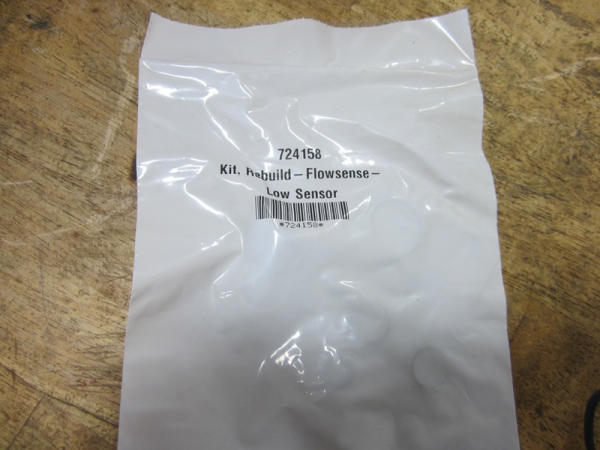 724158
Kit, Rebuild – Flowsense –
Low Sensor
*724158*